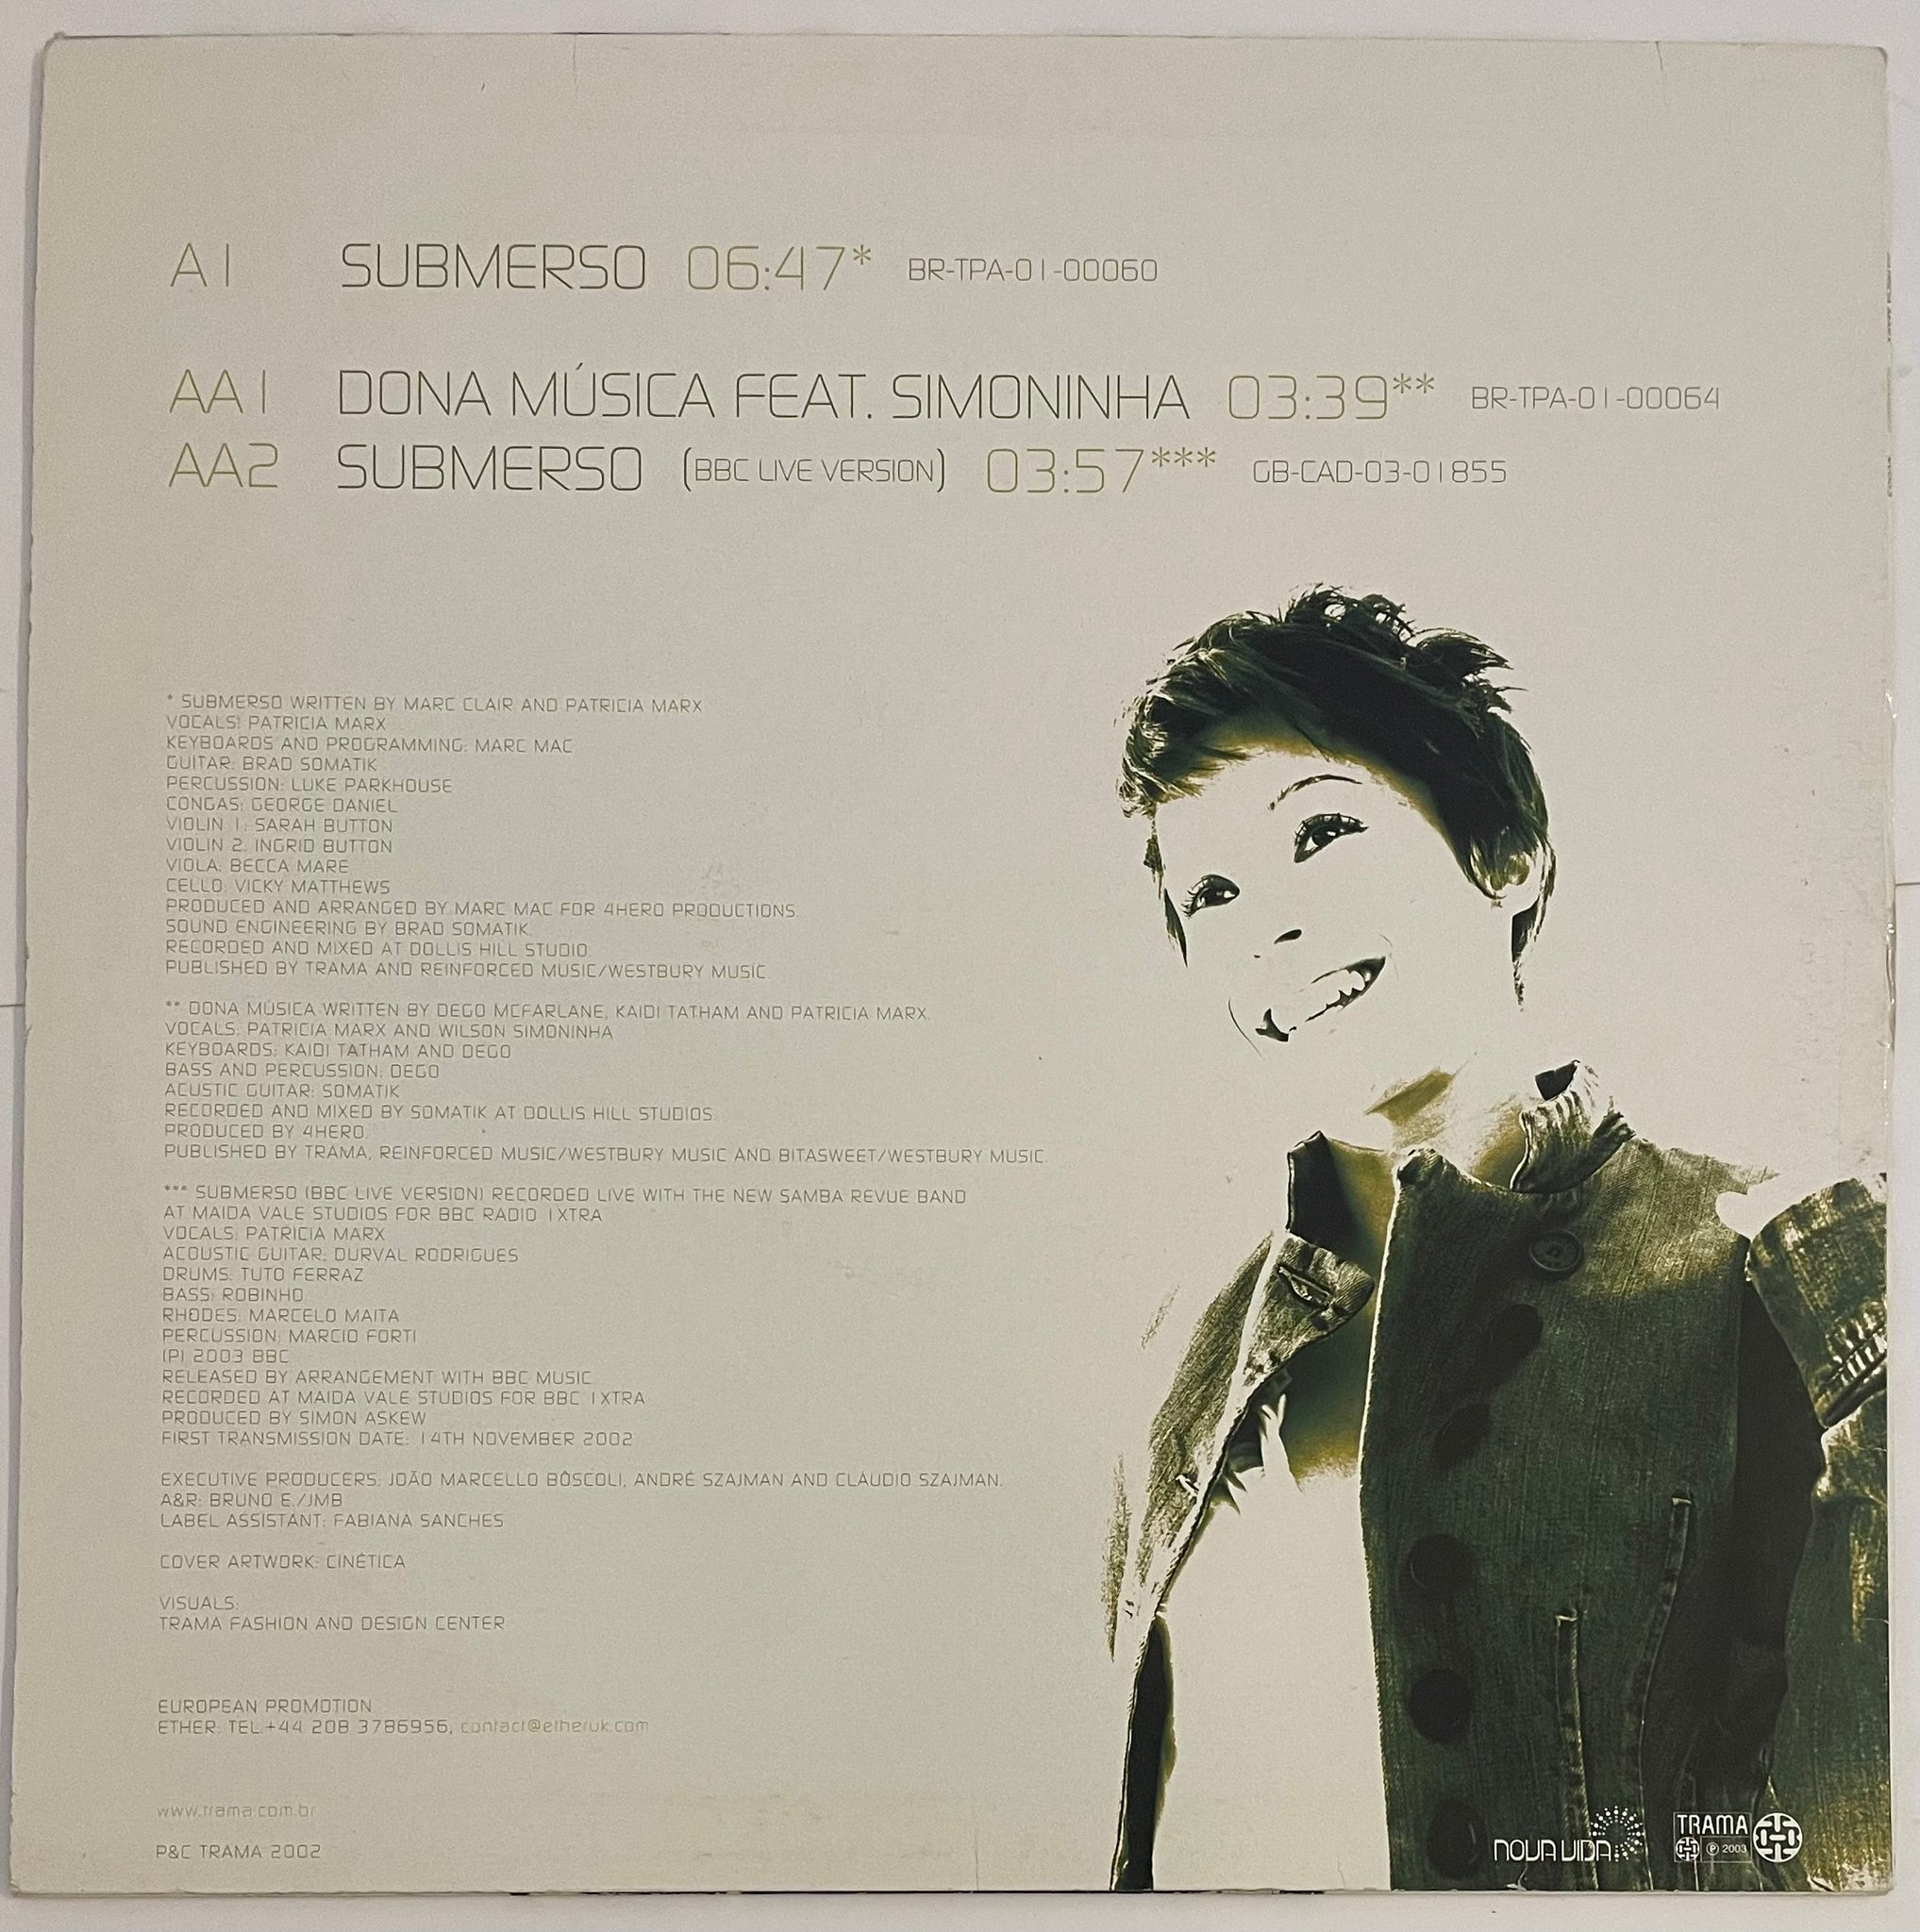 A1 SUBMERSO 06:47* BR-TPA-01-00060
AA1 DONA MÚSICA FEAT. SIMONINHA 03:39** BR-TPA-01-00064
AA2 SUBMERSO (BBC LIVE VERSION) 03:57*** GB-CAD-03-01855
* SUBMERSO WRITTEN BY MARC CLAIR AND PATRICIA MARX
VOCALS: PATRICIA MARX
KEYBOARDS AND PROGRAMMING: MARC MAC
GUITAR: BRAD SOMATIK
PERCUSSION: LUKE PARKHOUSE
CONGAS: GEORGE DANIEL
VIOLIN 1: SARAH BUTTON
VIOLIN 2: INGRID BUTTON
VIOLA: BECCA MARE
CELLO: VICKY MATTHEWS
PRODUCED AND ARRANGED BY MARC MAC FOR 4HERO PRODUCTIONS.
SOUND ENGINEERING BY BRAD SOMATIK.
RECORDED AND MIXED AT DOLLIS HILL STUDIO.
PUBLISHED BY TRAMA AND REINFORCED MUSIC/WESTBURY MUSIC
** DONA MÚSICA WRITTEN BY DEGO MCFARLANE, KAIDI TATHAM AND PATRICIA MARX.
VOCALS: PATRICIA MARX AND WILSON SIMONINHA
KEYBOARDS: KAIDI TATHAM AND DEGO
BASS AND PERCUSSION: DEGO
ACUSTIC GUITAR: SOMATIK
RECORDED AND MIXED BY SOMATIK AT DOLLIS HILL STUDIOS.
PRODUCED BY 4HERO
PUBLISHED BY TRAMA, REINFORCED MUSIC/WESTBURY MUSIC AND BITASWEET/WESTBURY MUSIC.
*** SUBMERSO (BBC LIVE VERSION) RECORDED LIVE WITH THE NEW SAMBA REVUE BAND
AT MAIDA VALE STUDIOS FOR BBC RADIO 1XTRA
VOCALS: PATRICIA MARX
ACOUSTIC GUITAR: DURVAL RODRIGUES
DRUMS: TUTO FERRAZ
BASS: ROBINHO
RHODES: MARCELO MAITA
PERCUSSION: MARCIO FORTI
(P) 2003 BBC
RELEASED BY ARRANGEMENT WITH BBC MUSIC.
RECORDED AT MAIDA VALE STUDIOS FOR BBC 1XTRA
PRODUCED BY SIMON ASKEW
FIRST TRANSMISSION DATE: 14TH NOVEMBER 2002
EXECUTIVE PRODUCERS: JOÃO MARCELLO BÔSCOLI, ANDRÉ SZAJMAN AND CLÁUDIO SZAJMAN.
A&R: BRUNO E./JMB
LABEL ASSISTANT: FABIANA SANCHES
COVER ARTWORK: CINÉTICA
VISUALS:
TRAMA FASHION AND DESIGN CENTER
EUROPEAN PROMOTION
ETHER: TEL.+44 208 3786956, contact@etheruk.com
www.trama.com.br
P&C TRAMA 2002
NOVA VIDA
TRAMA
℗ 2003